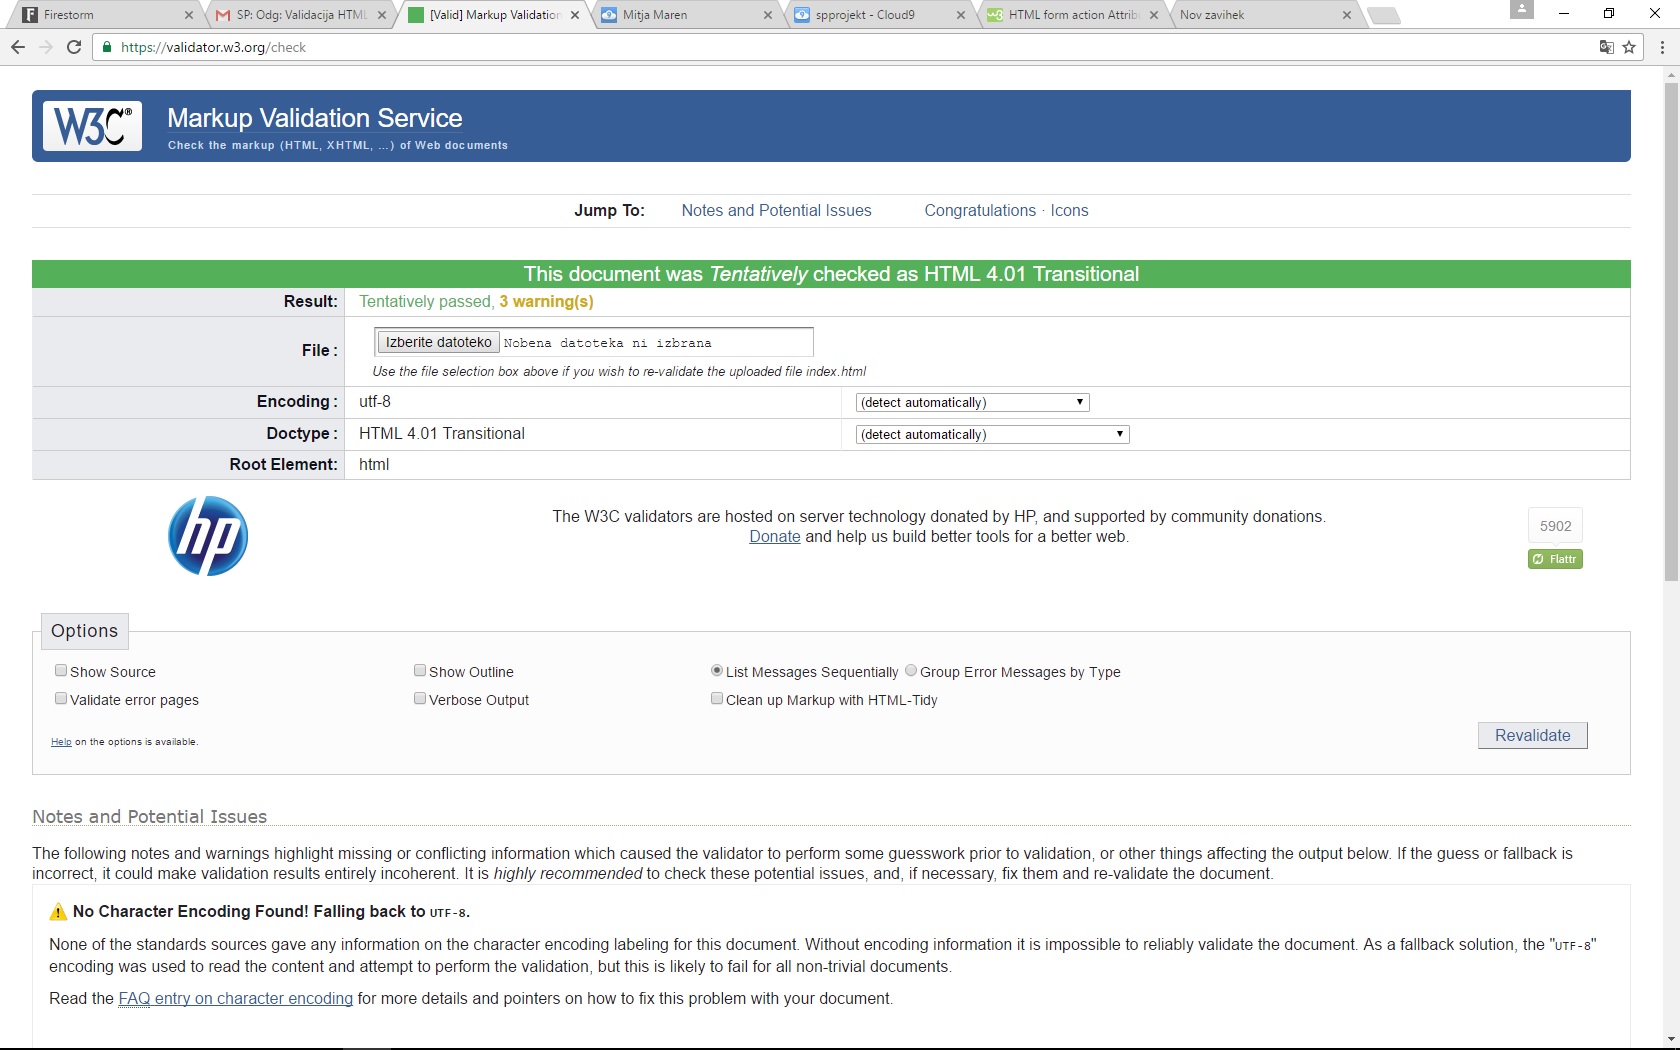 Firestorm
SP: Odg: Validacija HTML
[Valid] Markup Validation
Mitja Maren
spprojekt - Cloud9
HTML form action Attrib
Nov zavihek
https://validator.w3.org/check
W3C®
Markup Validation Service
Check the markup (HTML, XHTML, ...) of Web documents
Jump To: Notes and Potential Issues Congratulations · Icons
This document was Tentatively checked as HTML 4.01 Transitional
Result: Tentatively passed, 3 warning(s)
File : Izberite datoteko Nobena datoteka ni izbrana
Use the file selection box above if you wish to re-validate the uploaded file index.html
Encoding : utf-8 (detect automatically)
Doctype : HTML 4.01 Transitional (detect automatically)
Root Element: html
hp
The W3C validators are hosted on server technology donated by HP, and supported by community donations.
Donate and help us build better tools for a better web.
5902
Flattr
Options
Show Source Show Outline List Messages Sequentially Group Error Messages by Type
Validate error pages Verbose Output Clean up Markup with HTML-Tidy
Help on the options is available.
Revalidate
Notes and Potential Issues
The following notes and warnings highlight missing or conflicting information which caused the validator to perform some guesswork prior to validation, or other things affecting the output below. If the guess or fallback is
incorrect, it could make validation results entirely incoherent. It is highly recommended to check these potential issues, and, if necessary, fix them and re-validate the document.
No Character Encoding Found! Falling back to UTF-8.
None of the standards sources gave any information on the character encoding labeling for this document. Without encoding information it is impossible to reliably validate the document. As a fallback solution, the "UTF-8"
encoding was used to read the content and attempt to perform the validation, but this is likely to fail for all non-trivial documents.
Read the FAQ entry on character encoding for more details and pointers on how to fix this problem with your document.